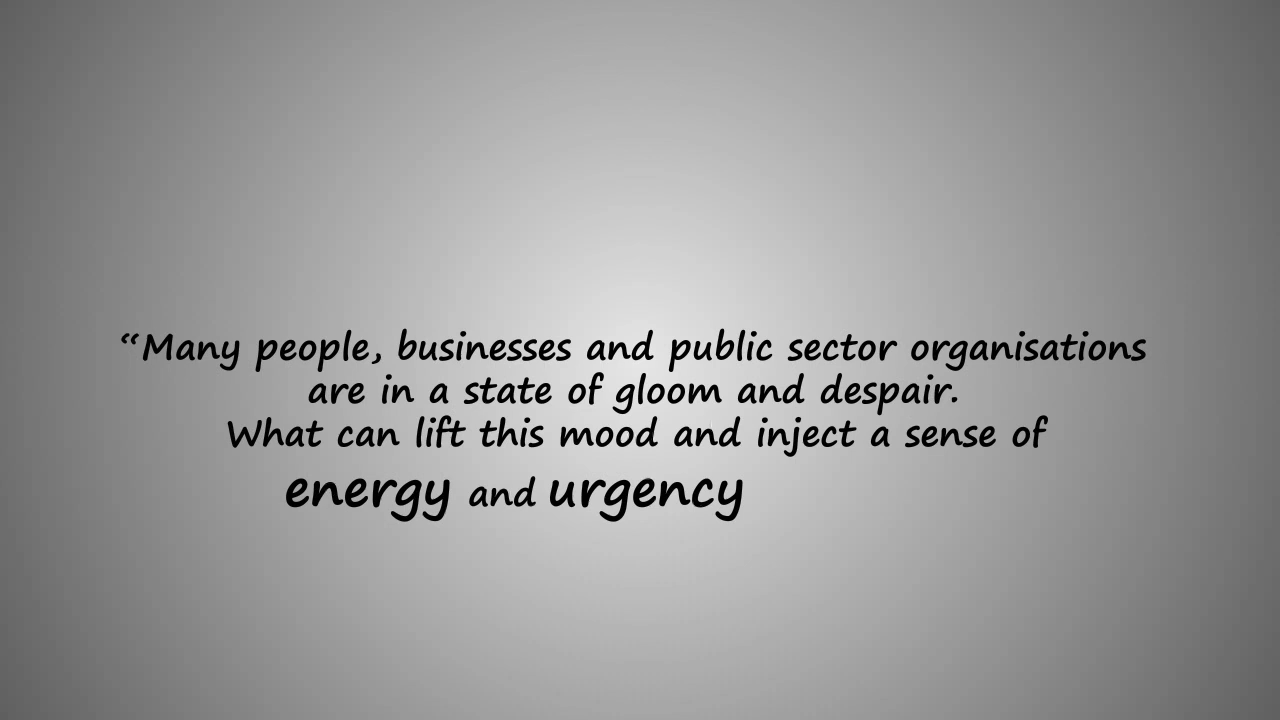 “Many people, businesses and public sector organisations
are in a state of gloom and despair.
What can lift this mood and inject a sense of
energy and urgency